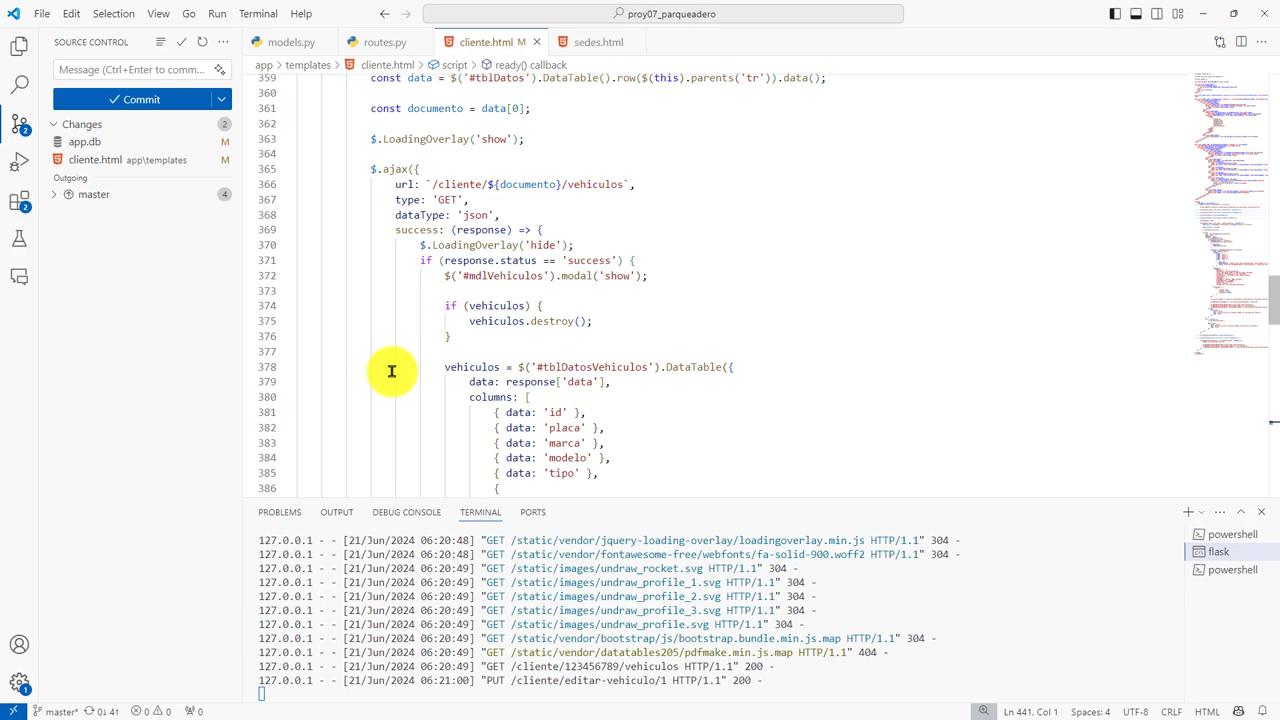 File Edit Selection View Go Run Terminal Help
proy07_parqueadero
SOURCE CONTROL
models.py routes.py cliente.html M sedes.html
Message (Ctrl+Enter to comm...
app > templates > cliente.html > script > ready() callback
Commit
Changes 2
app.db M
cliente.html app\templates M
Outgoing
master 4
359 const data = $('#tblDatos').DataTable().row($(this).parents('tr')).data();
360
361 const documento = data[0];
362
adingOverlay('show
364
365
366
367
368 dataType: 'json
success: (response
370
if response.status == 'success' {
372 $('#mdlVehiculos').modal('show
374 if (vehiculos
vehiculos
377
378 vehiculos = $('#tblDatosVehiculos').DataTable({
379 data: response['data'],
380 columns: [
381 { data: 'id' },
382 { data: 'placa' },
383 { data: 'marca' },
384 { data: 'modelo' },
385 { data: 'tipo' },
386 {
PROBLEMS OUTPUT DEBUG CONSOLE TERMINAL PORTS
127.0.0.1 - - [21/Jun/2024 06:20:48] "GET /static/vendor/jquery-loading-overlay/loadingoverlay.min.js HTTP/1.1" 304 -
127.0.0.1 - - [21/Jun/2024 06:20:48] "GET /static/vendor/fontawesome-free/webfonts/fa-solid-900.woff2 HTTP/1.1" 304 -
127.0.0.1 - - [21/Jun/2024 06:20:49] "GET /static/images/undraw_rocket.svg HTTP/1.1" 304 -
127.0.0.1 - - [21/Jun/2024 06:20:49] "GET /static/images/undraw_profile_1.svg HTTP/1.1" 304 -
127.0.0.1 - - [21/Jun/2024 06:20:49] "GET /static/images/undraw_profile_2.svg HTTP/1.1" 304 -
127.0.0.1 - - [21/Jun/2024 06:20:49] "GET /static/images/undraw_profile_3.svg HTTP/1.1" 304 -
127.0.0.1 - - [21/Jun/2024 06:20:49] "GET /static/images/undraw_profile.svg HTTP/1.1" 304 -
127.0.0.1 - - [21/Jun/2024 06:20:49] "GET /static/vendor/bootstrap/js/bootstrap.bundle.min.js.map HTTP/1.1" 304 -
127.0.0.1 - - [21/Jun/2024 06:20:49] "GET /static/vendor/datatables205/pdfmake.min.js.map HTTP/1.1" 404 -
127.0.0.1 - - [21/Jun/2024 06:20:49] "GET /cliente/123456789/vehiculos HTTP/1.1" 200 -
127.0.0.1 - - [21/Jun/2024 06:21:00] "PUT /cliente/editar-vehiculo/1 HTTP/1.1" 200 -
powershell
flask
powershell
master* 0↓ 4↑ 0 0 0 Ln 441, Col 1 Spaces: 4 UTF-8 CRLF HTML